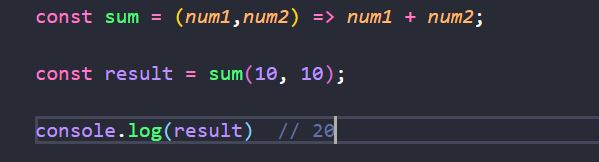 const sum = (num1,num2) => num1 + num2;
const result = sum(10, 10);
console.log(result)  // 20